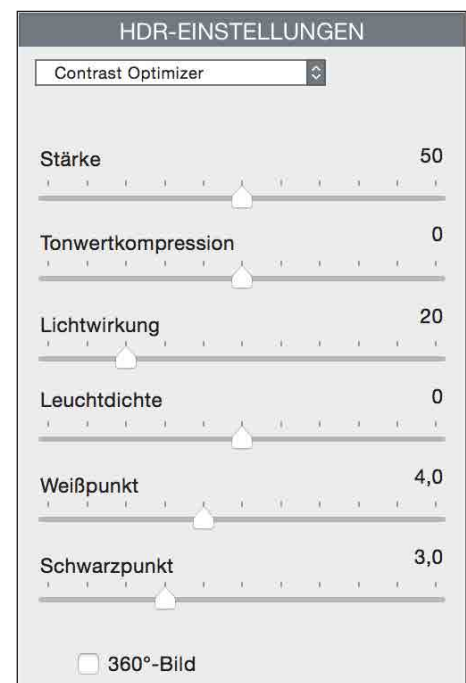 HDR-EINSTELLUNGEN
Contrast Optimizer
Stärke 50
Tonwertkompression 0
Lichtwirkung 20
Leuchtdichte 0
Weißpunkt 4,0
Schwarzpunkt 3,0
360°-Bild